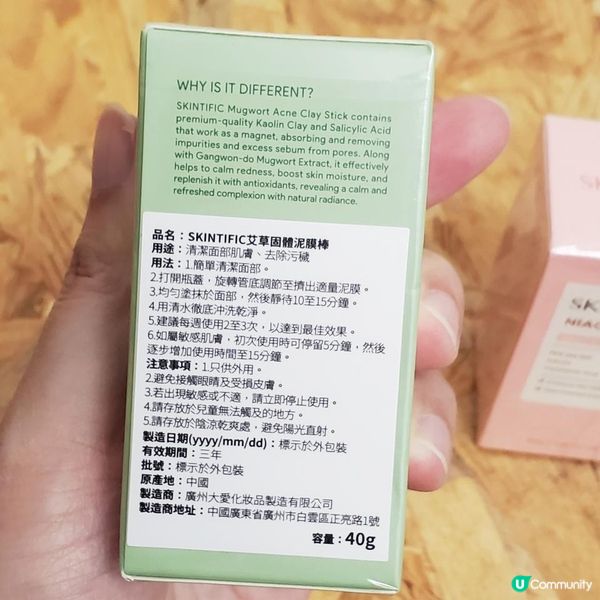 WHY IS IT DIFFERENT?
SKINTIFIC Mugwort Acne Clay Stick contains
premium-quality Kaolin Clay and Salicylic Acid
that work as a magnet, absorbing and removing
impurities and excess sebum from pores. Along
with Gangwon-do Mugwort Extract, it effectively
helps to calm redness, boost skin moisture, and
replenish it with antioxidants, revealing a calm and
refreshed complexion with natural radiance.
品名：SKINTIFIC艾草固體泥膜棒
用途：清潔面部肌膚、去除污穢
用法：1.簡單清潔面部。
2.打開瓶蓋，旋轉管底調節至擠出適量泥膜。
3.均勻塗抹於面部，然後靜待10至15分鐘。
4.用清水徹底沖洗乾淨。
5.建議每週使用2至3次，以達到最佳效果。
6.如屬敏感肌膚，初次使用時可停留5分鐘，然後
逐步增加使用時間至15分鐘。
注意事項：1.只供外用。
2.避免接觸眼睛及受損皮膚。
3.若出現敏感或不適，請立即停止使用。
4.請存放於兒童無法觸及的地方。
5.請存放於陰涼乾爽處，避免陽光直射。
製造日期(yyyy/mm/dd)：標示於外包裝
有效期間：三年
批號：標示於外包裝
原產地：中國
製造商：廣州大愛化妝品製造有限公司
製造商地址：中國廣東省廣州市白雲區正亮路1號
容量：40g
SK
NIAC
U Community